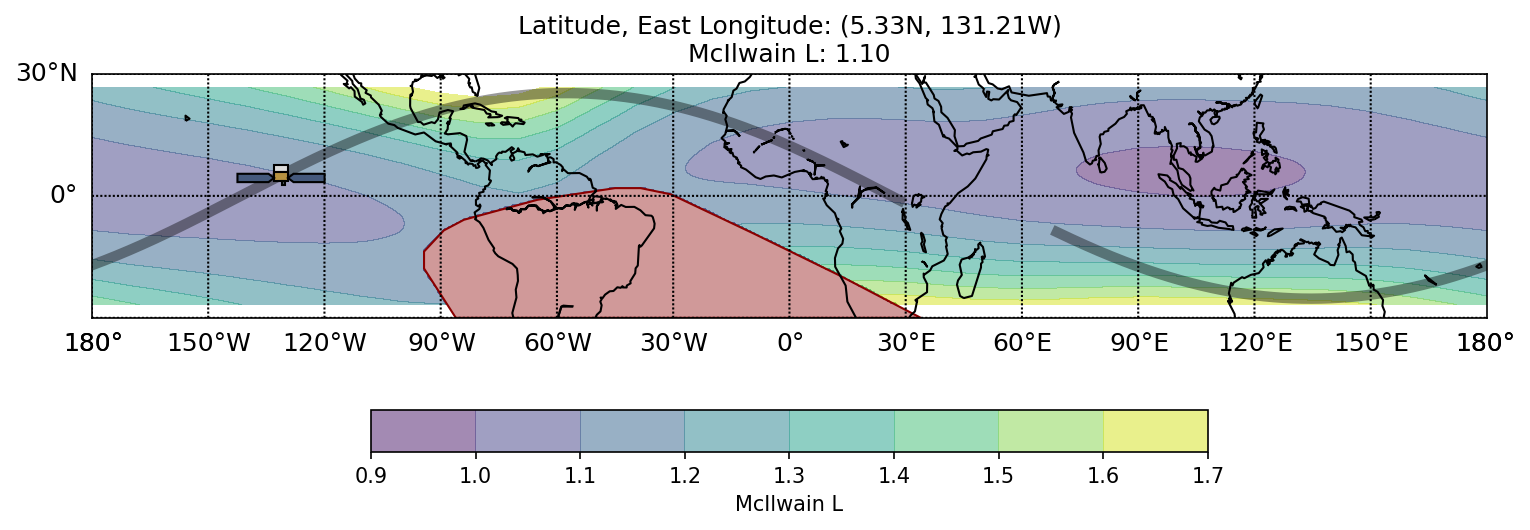 Latitude, East Longitude: (5.33N, 131.21W)
McIlwain L: 1.10
30°N
0°
180° 150°W 120°W 90°W 60°W 30°W 0° 30°E 60°E 90°E 120°E 150°E 180°
0.9 1.0 1.1 1.2 1.3 1.4 1.5 1.6 1.7
McIlwain L